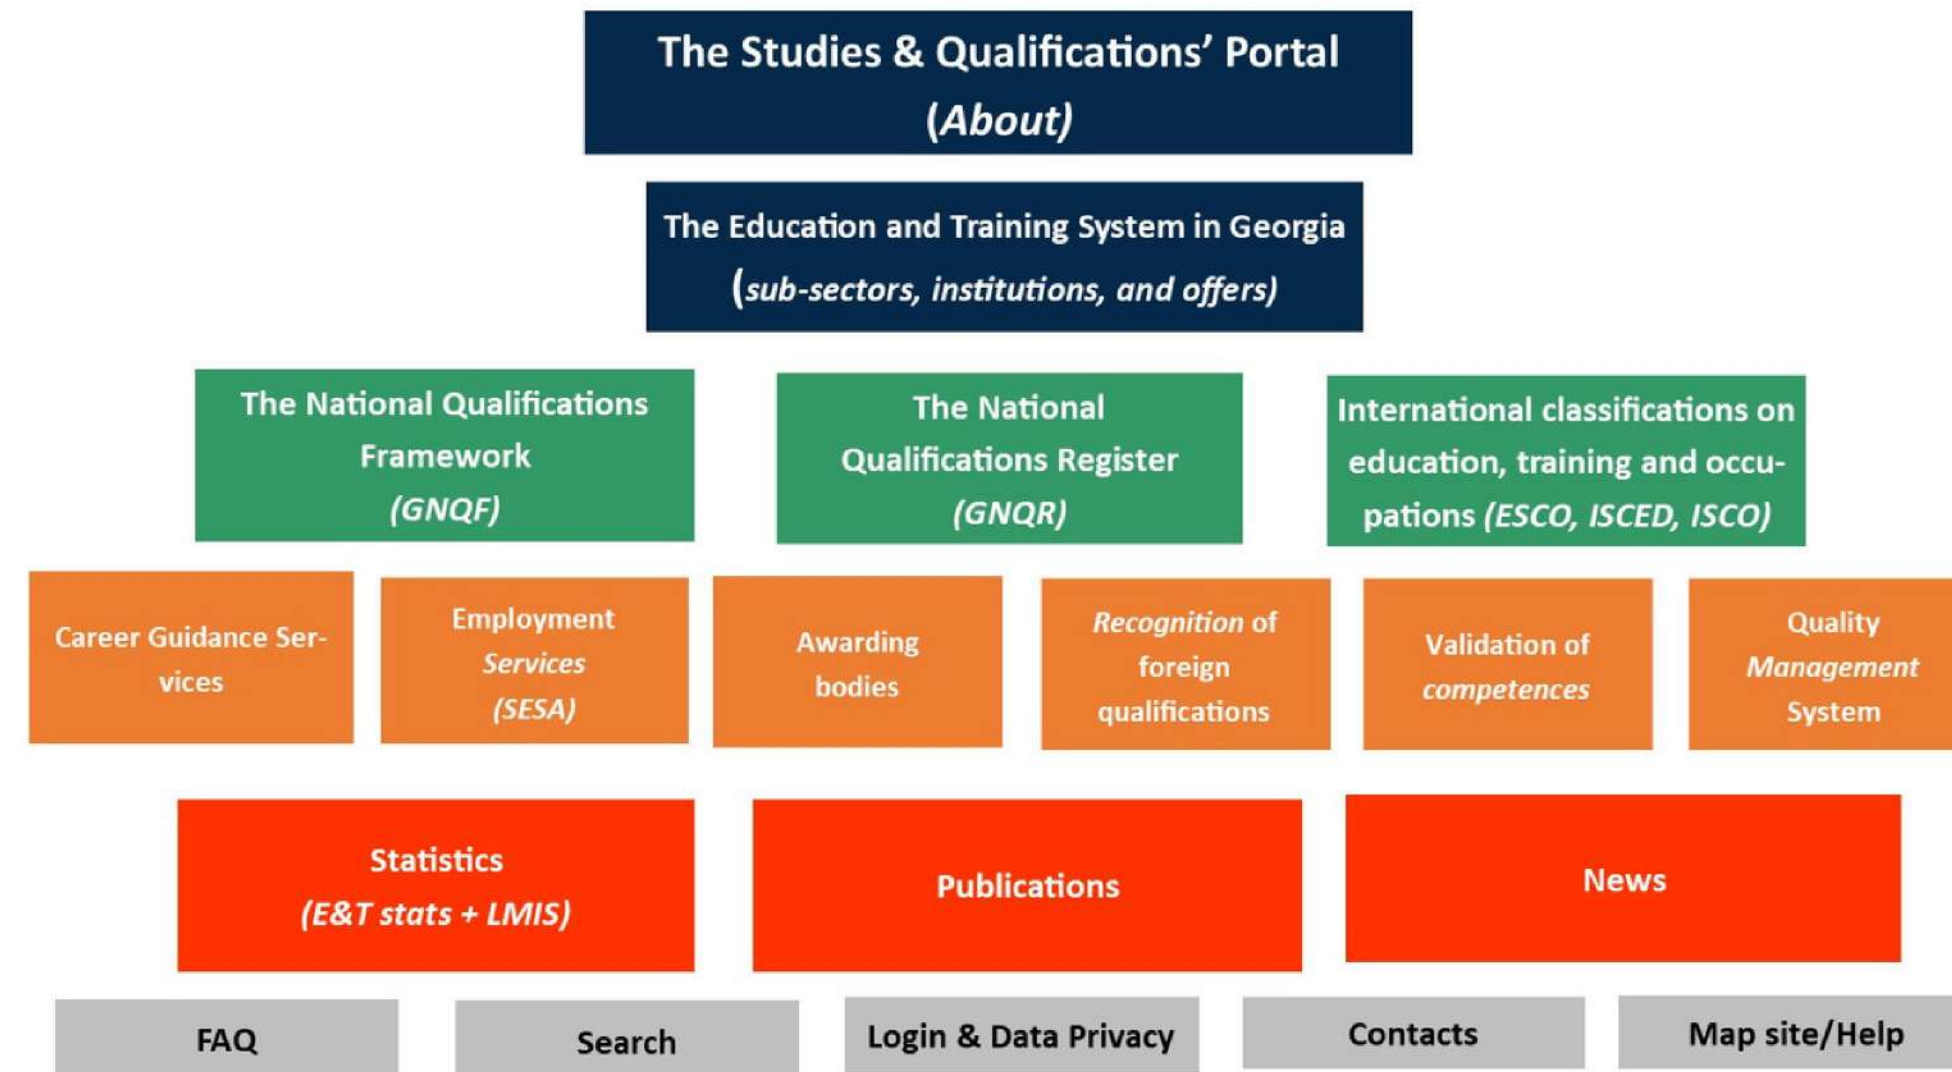 The Studies & Qualifications’ Portal
(About)
The Education and Training System in Georgia
(sub-sectors, institutions, and offers)
The National Qualifications
Framework
(GNQF)
The National
Qualifications Register
(GNQR)
International classifications on
education, training and occu-
pations (ESCO, ISCED, ISCO)
Career Guidance Ser-
vices
Employment
Services
(SESA)
Awarding
bodies
Recognition of
foreign
qualifications
Validation of
competences
Quality
Management
System
Statistics
(E&T stats + LMIS)
Publications
News
FAQ
Search
Login & Data Privacy
Contacts
Map site/Help